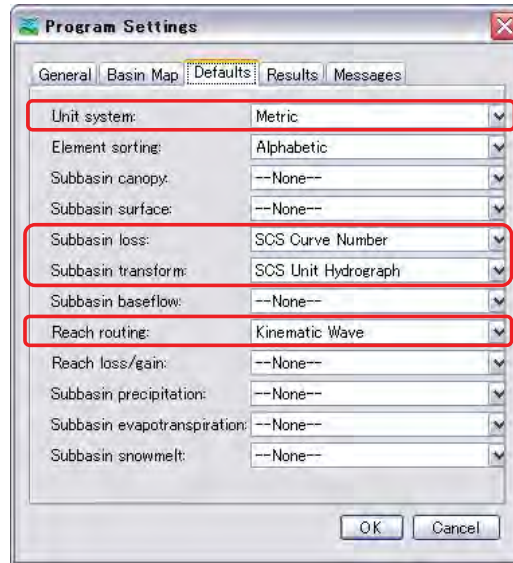 Program Settings
General Basin Map Defaults Results Messages
Unit system: Metric
Element sorting: Alphabetic
Subbasin canopy: --None--
Subbasin surface: --None--
Subbasin loss: SCS Curve Number
Subbasin transform: SCS Unit Hydrograph
Subbasin baseflow: --None--
Reach routing: Kinematic Wave
Reach loss/gain: --None--
Subbasin precipitation: --None--
Subbasin evapotranspiration: --None--
Subbasin snowmelt: --None--
OK Cancel